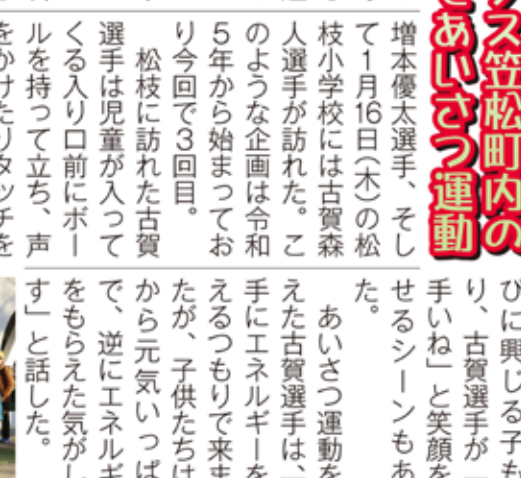 ス笠松町内の
であいさつ運動
増本優太選手、そし
て1月16日(木)の松
枝小学校には古賀森
人選手が訪れた。こ
のような企画は令和
5年から始まってお
り今回で3回目。
松枝に訪れた古賀
選手は児童が入って
くる入り口前にボー
ルを持って立ち、声
をかけたりタッチを
びに興じる子も
り、古賀選手が
手いね」と笑顔を
せるシーンもあ
た。
あいさつ運動を
えた古賀選手は、
手にエネルギーを
えるつもりで来ま
たが、子供たちは
から元気いっぱ
で、逆にエネルギ
をもらえた気がし
す」と話した。